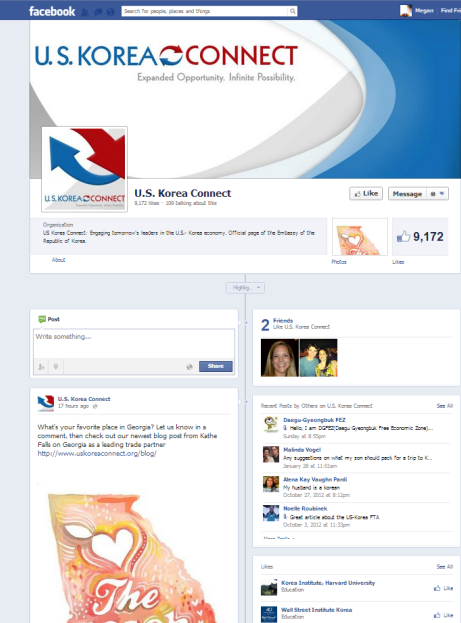 facebook
Search for people, places and things
Megan
Find Fri
U.S. KOREA CONNECT
Expanded Opportunity. Infinite Possibility.
U.S. KOREA CONNECT
U.S. Korea Connect
9,172 likes · 109 talking about this
Like
Message
Organization
US Korea Connect: Engaging tomorrow's leaders in the U.S.- Korea economy. Official page of the Embassy of the
Republic of Korea.
About
Photos
9,172
Likes
Highlig..
Post
Write something...
Share
U.S. Korea Connect
17 hours ago
What's your favorite place in Georgia? Let us know in a
comment, then check out our newest blog post from Kathe
Falls on Georgia as a leading trade partner
http://www.uskoreaconnect.org/blog/
The
2 Friends
Like U.S. Korea Connect
Recent Posts by Others on U.S. Korea Connect
See All
Daegu-Gyeongbuk FEZ
Hello, I am DGFEZ(Daegu Gyeongbuk Free Economic Zone)...
Sunday at 8:55pm
Malinda Vogel
Any suggestions on what my son should pack for a trip to K...
January 28 at 11:01am
Alena Kay Vaughn Pardi
My husband is a korean
October 27, 2012 at 8:12pm
Noelle Roubinek
Great article about the US-Korea FTA
October 3, 2012 at 11:33pm
More Posts
Likes
See All
Korea Institute, Harvard University
Education
Like
Wall Street Institute Korea
Education
Like